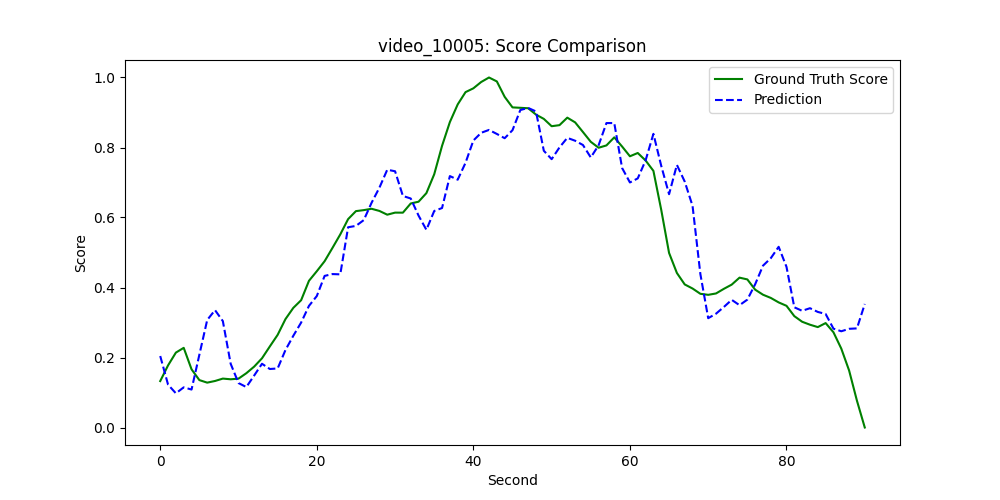 video_10005: Score Comparison
Ground Truth Score
Prediction
Score
1.0
0.8
0.6
0.4
0.2
0.0
0 20 40 60 80
Second